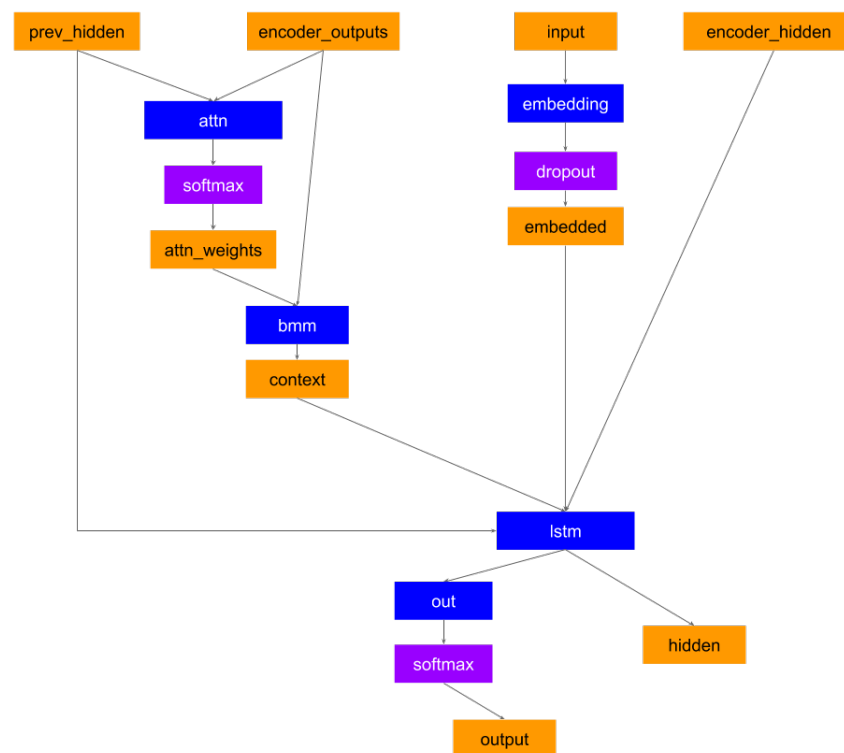 prev_hidden
encoder_outputs
input
encoder_hidden
attn
embedding
softmax
dropout
attn_weights
embedded
bmm
context
lstm
out
hidden
softmax
output